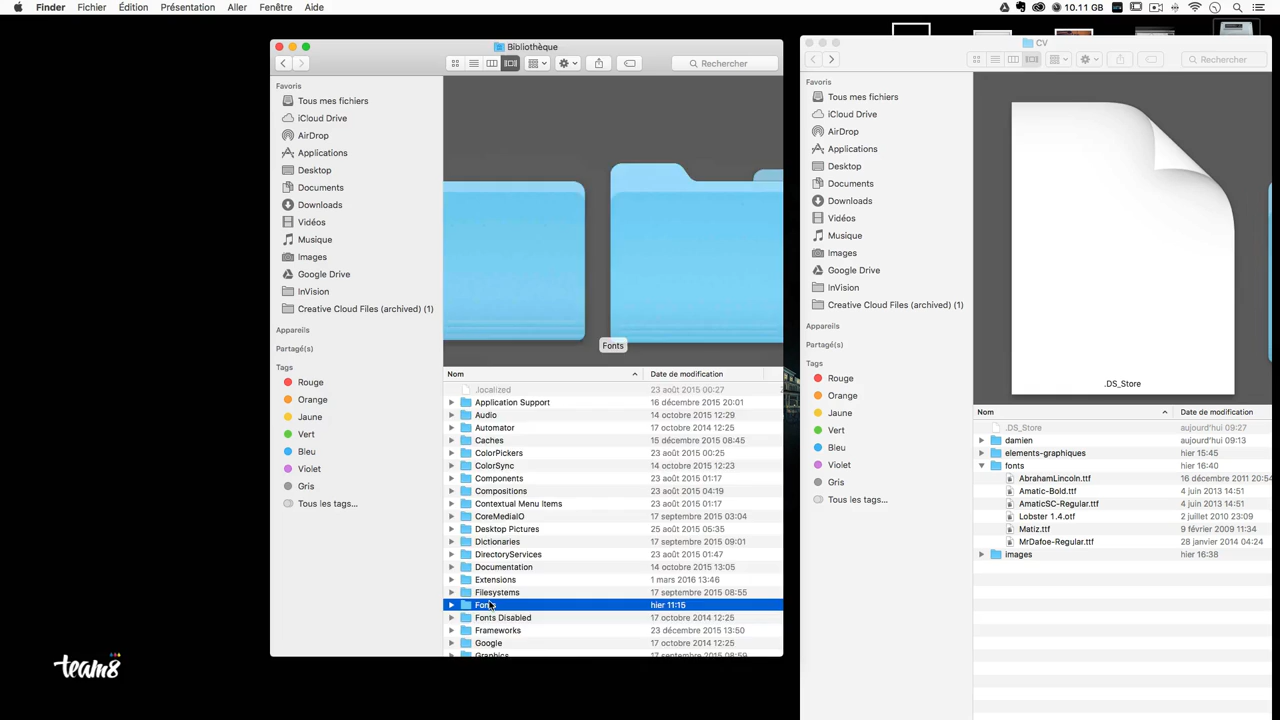 Finder Fichier Édition Présentation Aller Fenêtre Aide 10.11 GB
Bibliothèque
Rechercher
Favoris
Tous mes fichiers
iCloud Drive
AirDrop
Applications
Desktop
Documents
Downloads
Vidéos
Musique
Images
Google Drive
InVision
Creative Cloud Files (archived) (1)
Appareils
Partagé(s)
Tags
Rouge
Orange
Jaune
Vert
Bleu
Violet
Gris
Tous les tags...
Fonts
Nom Date de modification
.localized 23 août 2015 00:27
Application Support 16 décembre 2015 20:01
Audio 14 octobre 2015 12:29
Automator 17 octobre 2014 12:25
Caches 15 décembre 2015 08:45
ColorPickers 23 août 2015 00:25
ColorSync 14 octobre 2015 12:23
Components 23 août 2015 01:17
Compositions 23 août 2015 04:19
Contextual Menu Items 23 août 2015 01:17
CoreMediaIO 17 septembre 2015 03:04
Desktop Pictures 25 août 2015 05:35
Dictionaries 17 septembre 2015 09:01
DirectoryServices 23 août 2015 01:47
Documentation 14 octobre 2015 13:05
Extensions 1 mars 2016 13:46
Filesystems 17 septembre 2015 08:55
Fonts hier 11:15
Fonts Disabled 17 octobre 2014 12:25
Frameworks 23 décembre 2015 13:50
Google 17 octobre 2014 12:25
Graphics 17 septembre 2015 08:59
CV
Rechercher
Favoris
Tous mes fichiers
iCloud Drive
AirDrop
Applications
Desktop
Documents
Downloads
Vidéos
Musique
Images
Google Drive
InVision
Creative Cloud Files (archived) (1)
Appareils
Partagé(s)
Tags
Rouge
Orange
Jaune
Vert
Bleu
Violet
Gris
Tous les tags...
.DS_Store
Nom Date de modification
.DS_Store aujourd'hui 09:27
damien aujourd'hui 09:13
elements-graphiques hier 15:45
fonts hier 16:40
AbrahamLincoln.ttf 16 décembre 2011 20:54
Amatic-Bold.ttf 4 juin 2013 14:51
AmaticSC-Regular.ttf 4 juin 2013 14:51
Lobster 1.4.otf 2 juillet 2010 23:09
Matiz.ttf 9 février 2009 11:34
MrDafoe-Regular.ttf 28 janvier 2014 04:24
images hier 16:38
team8